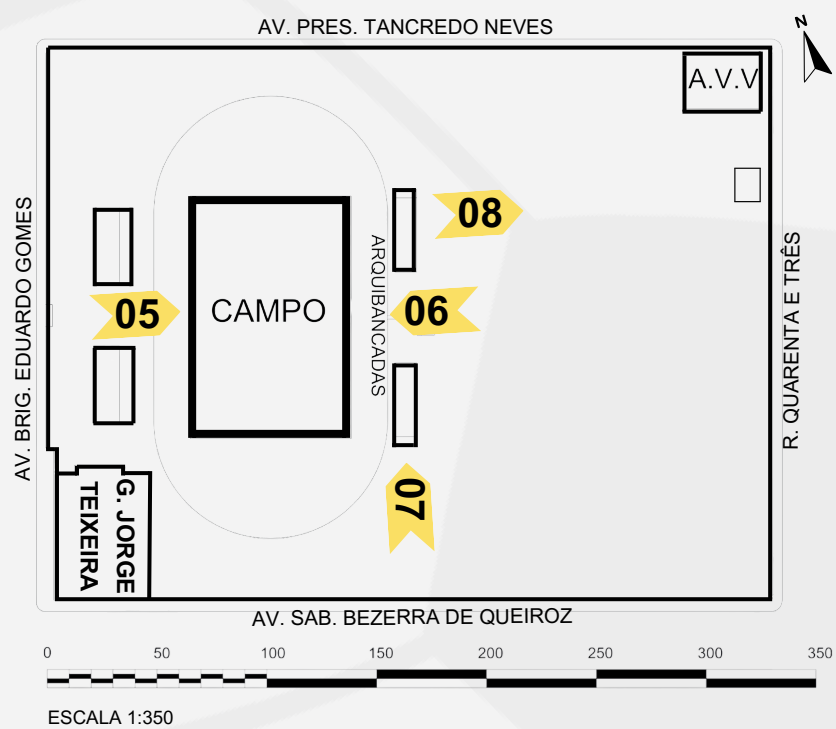 AV. PRES. TANCREDO NEVES
N
A.V.V
AV. BRIG. EDUARDO GOMES
08
ARQUIBANCADAS
05
CAMPO
06
R. QUARENTA E TRÊS
07
G. JORGE
TEIXEIRA
AV. SAB. BEZERRA DE QUEIROZ
0 50 100 150 200 250 300 350
ESCALA 1:350